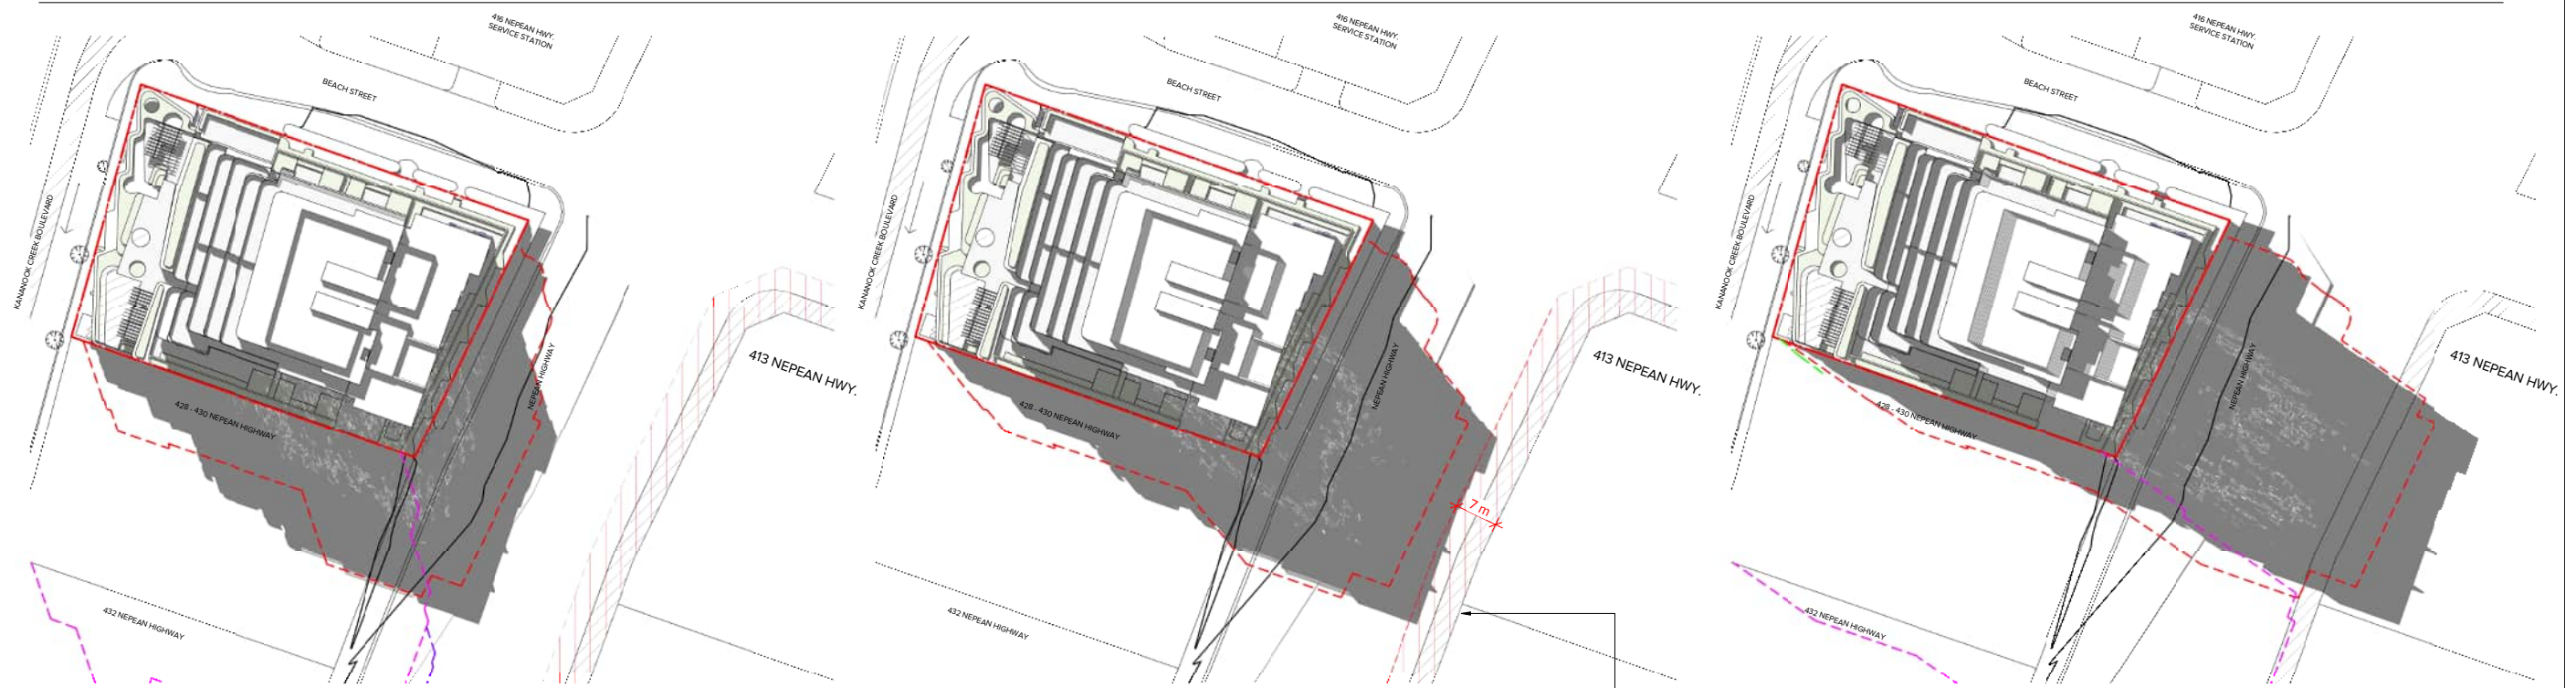 416 NEPEAN HWY.
SERVICE STATION
BEACH STREET
KANANOOK CREEK BOULEVARD
NEPEAN HIGHWAY
413 NEPEAN HWY.
428 - 430 NEPEAN HIGHWAY
432 NEPEAN HIGHWAY
416 NEPEAN HWY.
SERVICE STATION
BEACH STREET
KANANOOK CREEK BOULEVARD
NEPEAN HIGHWAY
413 NEPEAN HWY.
428 - 430 NEPEAN HIGHWAY
7 m
432 NEPEAN HIGHWAY
416 NEPEAN HWY.
SERVICE STATION
BEACH STREET
KANANOOK CREEK BOULEVARD
NEPEAN HIGHWAY
413 NEPEAN HWY.
428 - 430 NEPEAN HIGHWAY
432 NEPEAN HIGHWAY